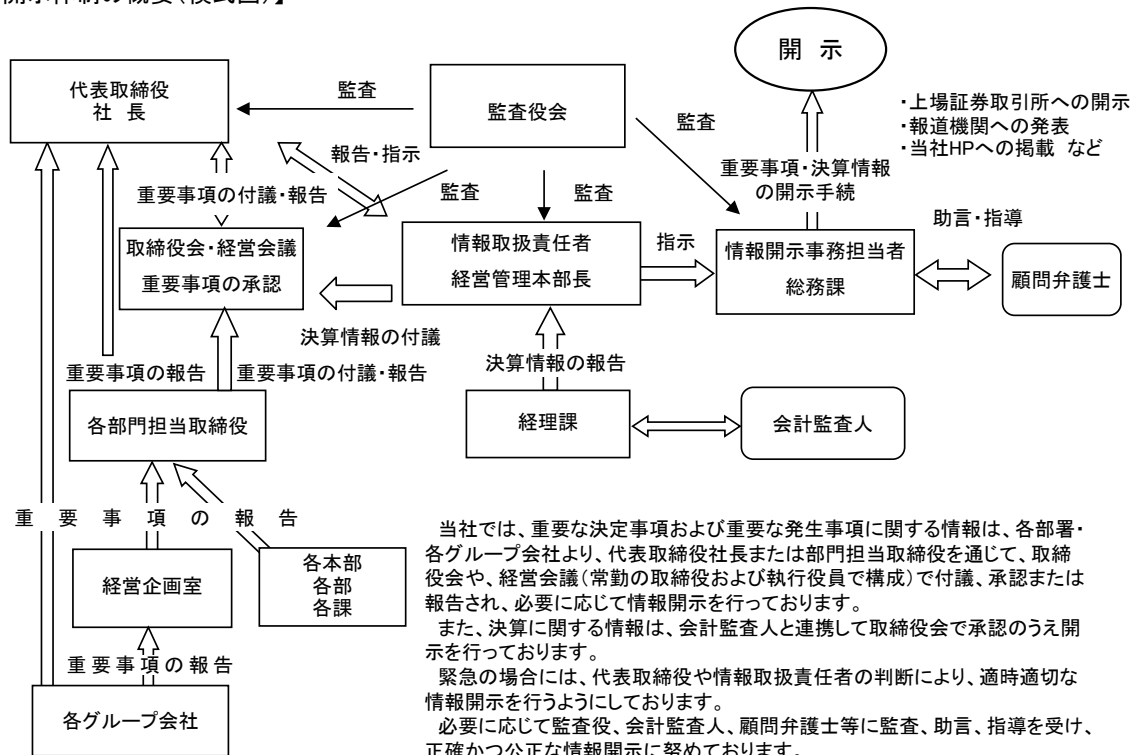 開示体制の概要(模式図)】
開 示
代表取締役
社 長
監査
監査役会
監査
・上場証券取引所への開示
・報道機関への発表
・当社HPへの掲載 など
報告・指示
重要事項・決算情報
の開示手続
重要事項の付議・報告
監査
監査
助言・指導
取締役会・経営会議
重要事項の承認
情報取扱責任者
経営管理本部長
指示
情報開示事務担当者
総務課
顧問弁護士
決算情報の付議
重要事項の報告
重要事項の付議・報告
決算情報の報告
各部門担当取締役
経理課
会計監査人
重 要 事 項 の 報 告
経営企画室
各本部
各部
各課
重要事項の報告
各グループ会社
当社では、重要な決定事項および重要な発生事項に関する情報は、各部署・
各グループ会社より、代表取締役社長または部門担当取締役を通じて、取締
役会や、経営会議(常勤の取締役および執行役員で構成)で付議、承認または
報告され、必要に応じて情報開示を行っております。
また、決算に関する情報は、会計監査人と連携して取締役会で承認のうえ開
示を行っております。
緊急の場合には、代表取締役や情報取扱責任者の判断により、適時適切な
情報開示を行うようにしております。
必要に応じて監査役、会計監査人、顧問弁護士等に監査、助言、指導を受け、
正確かつ公正な情報開示に努めております。